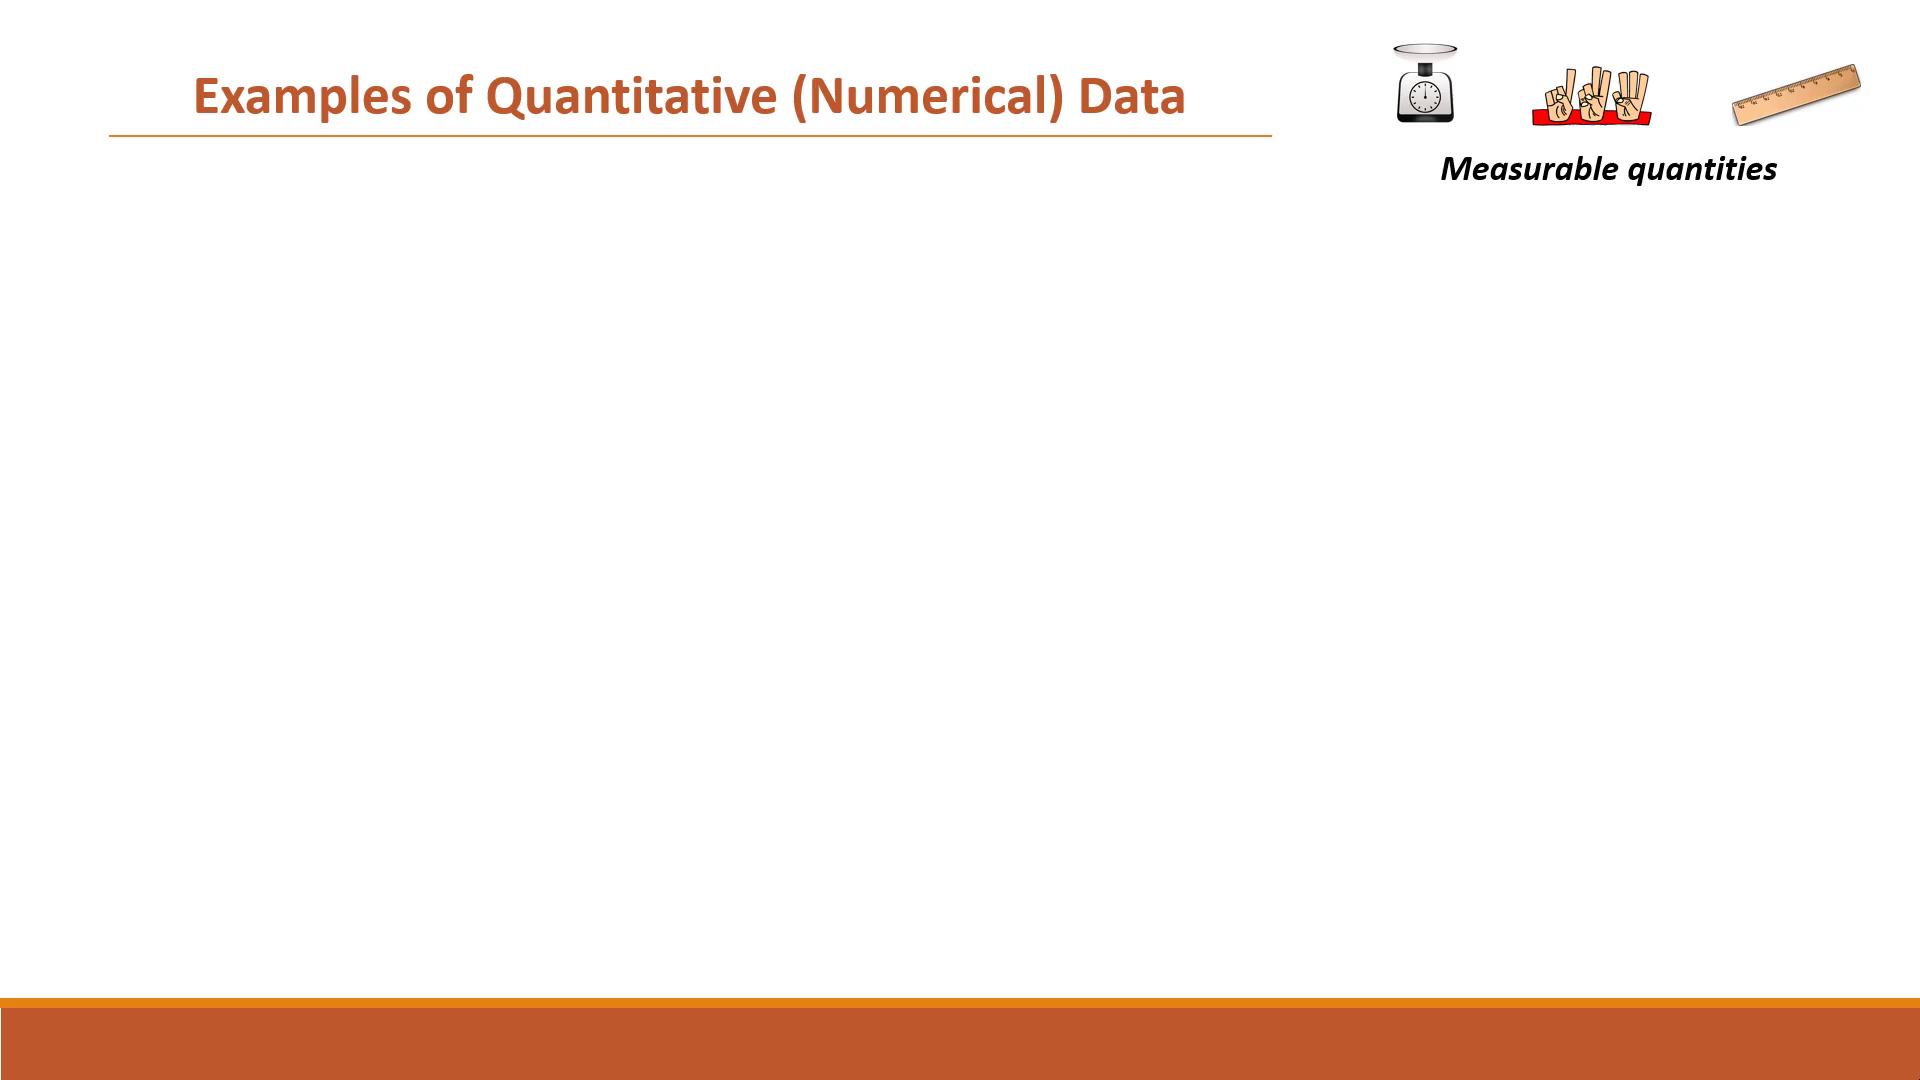 Examples of Quantitative (Numerical) Data
Measurable quantities